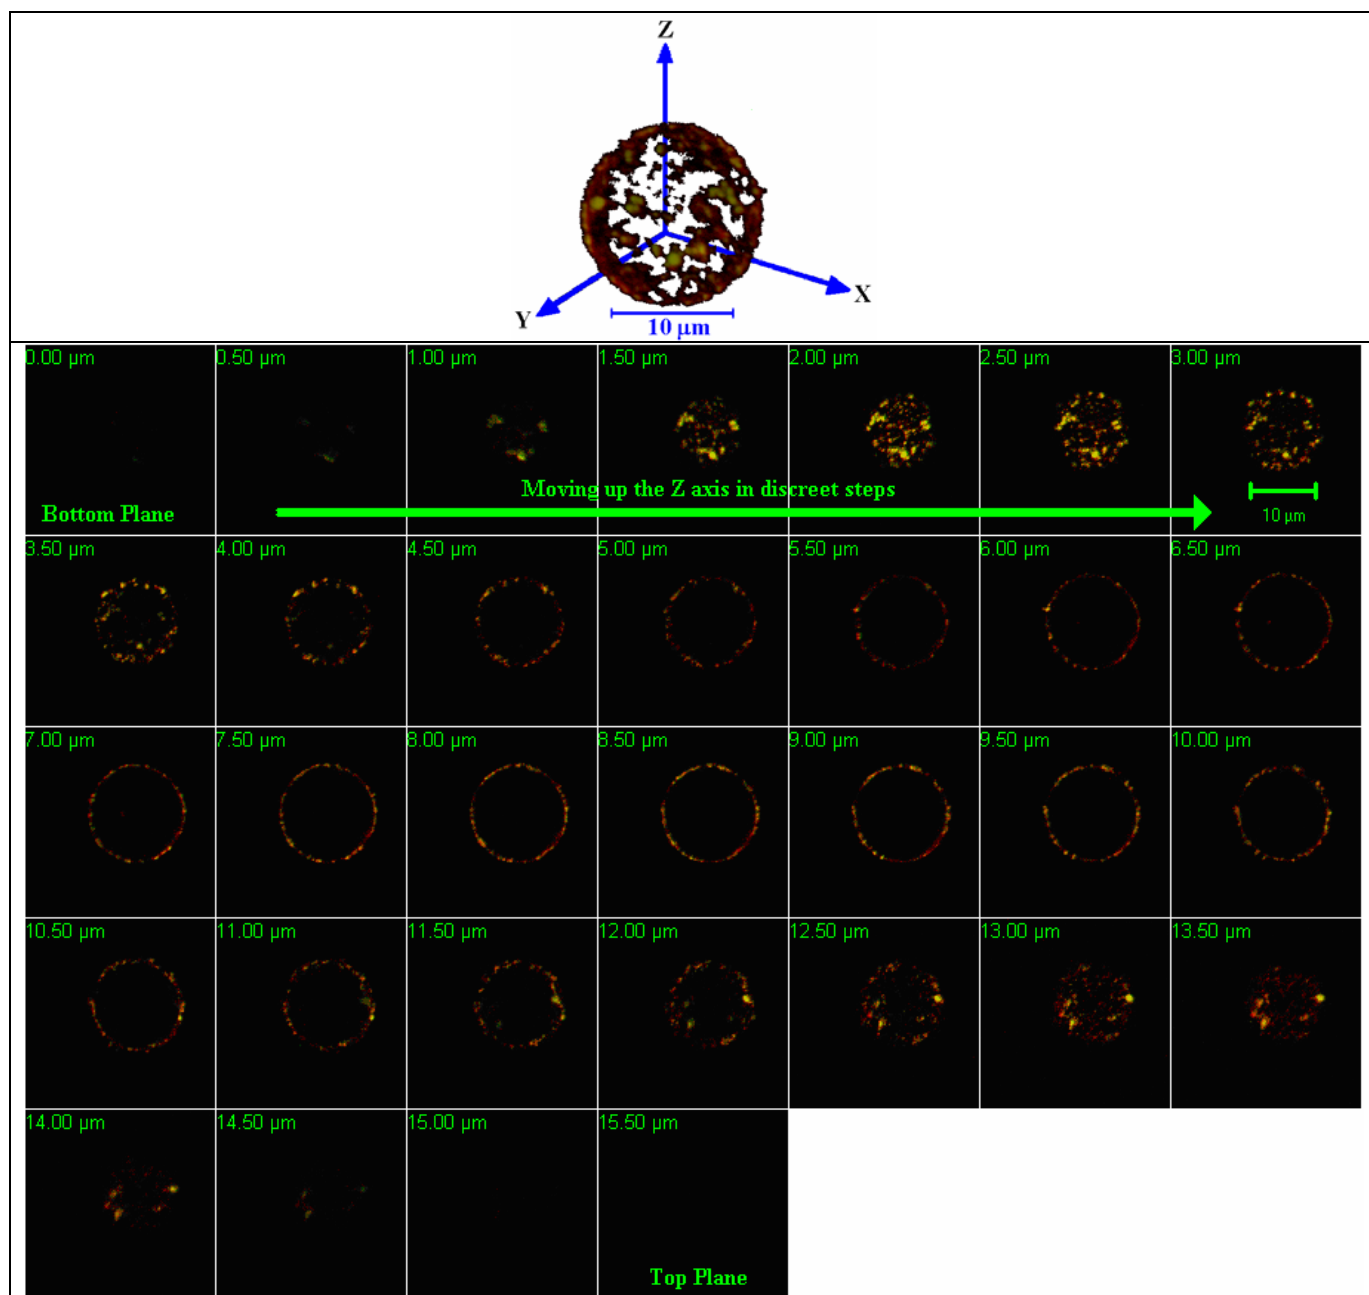 Z
Y
X
10 µm
0.00 µm
0.50 µm
1.00 µm
1.50 µm
2.00 µm
2.50 µm
3.00 µm
Moving up the Z axis in discreet steps
Bottom Plane
10 µm
3.50 µm
4.00 µm
4.50 µm
5.00 µm
5.50 µm
6.00 µm
6.50 µm
7.00 µm
7.50 µm
8.00 µm
8.50 µm
9.00 µm
9.50 µm
10.00 µm
10.50 µm
11.00 µm
11.50 µm
12.00 µm
12.50 µm
13.00 µm
13.50 µm
14.00 µm
14.50 µm
15.00 µm
15.50 µm
Top Plane